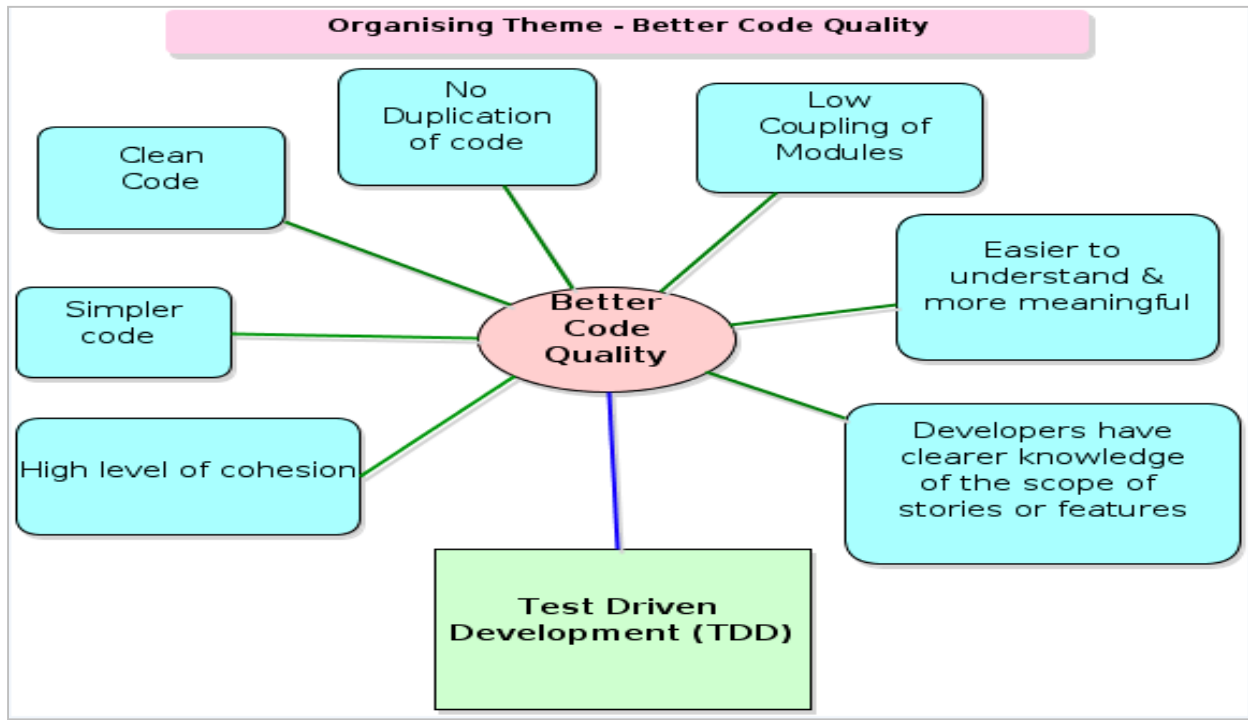 Organising Theme - Better Code Quality
No
Duplication
of code
Low
Coupling of
Modules
Clean
Code
Easier to
understand &
more meaningful
Simpler
code
Better
Code
Quality
High level of cohesion
Developers have
clearer knowledge
of the scope of
stories or features
Test Driven
Development (TDD)